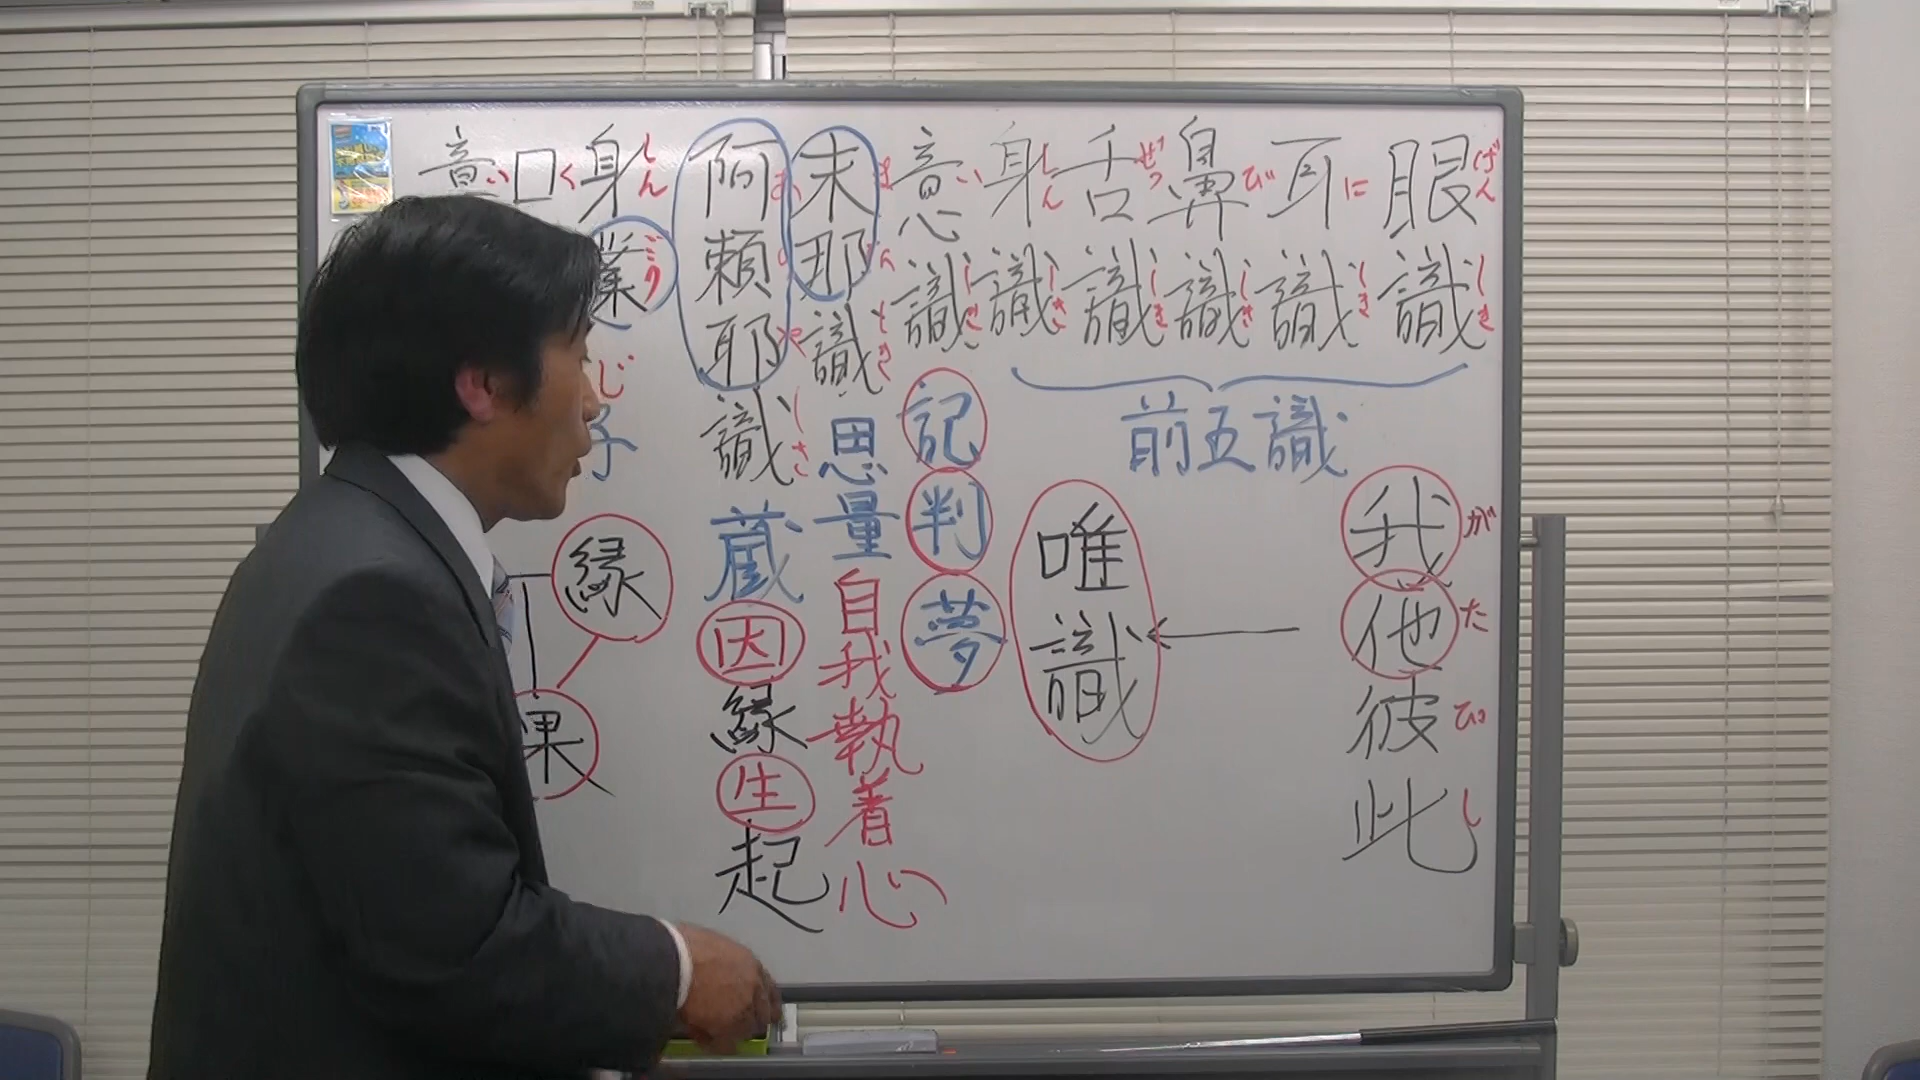 眼識
げんしき
耳識
にしき
鼻識
びしき
舌識
ぜつしき
身識
しんしき
意識
いしき
末那識
まなしき
阿頼耶識
あらやしき
身業
しんごう
口
く
意
い
前五識
我他彼此
がたひし
唯識
記判夢
思量
自我執着心
蔵
因縁生起
じ
子
縁
果